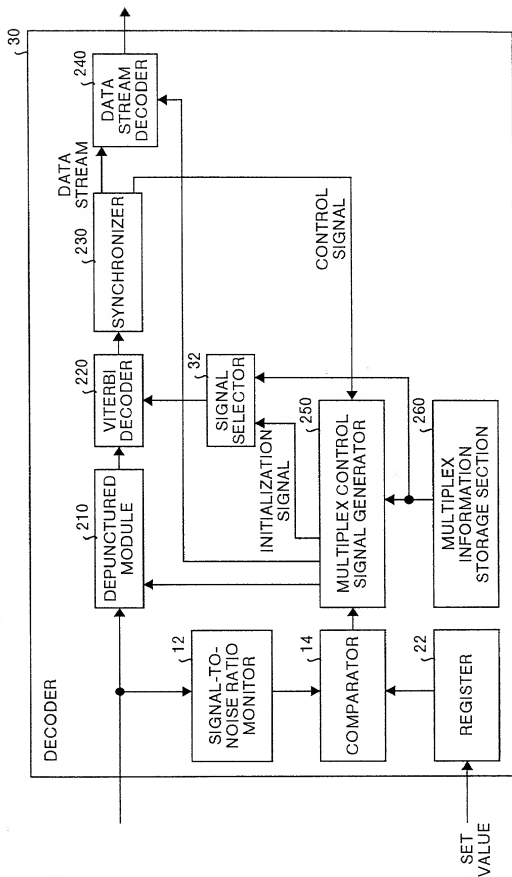 30
DECODER
210
DEPUNCTURED
MODULE
220
VITERBI
DECODER
230
SYNCHRONIZER
DATA
STREAM
240
DATA
STREAM
DECODER
12
SIGNAL-TO-
NOISE RATIO
MONITOR
32
SIGNAL
SELECTOR
INITIALIZATION
SIGNAL
CONTROL
SIGNAL
14
COMPARATOR
250
MULTIPLEX CONTROL
SIGNAL GENERATOR
22
REGISTER
260
MULTIPLEX
INFORMATION
STORAGE SECTION
SET
VALUE